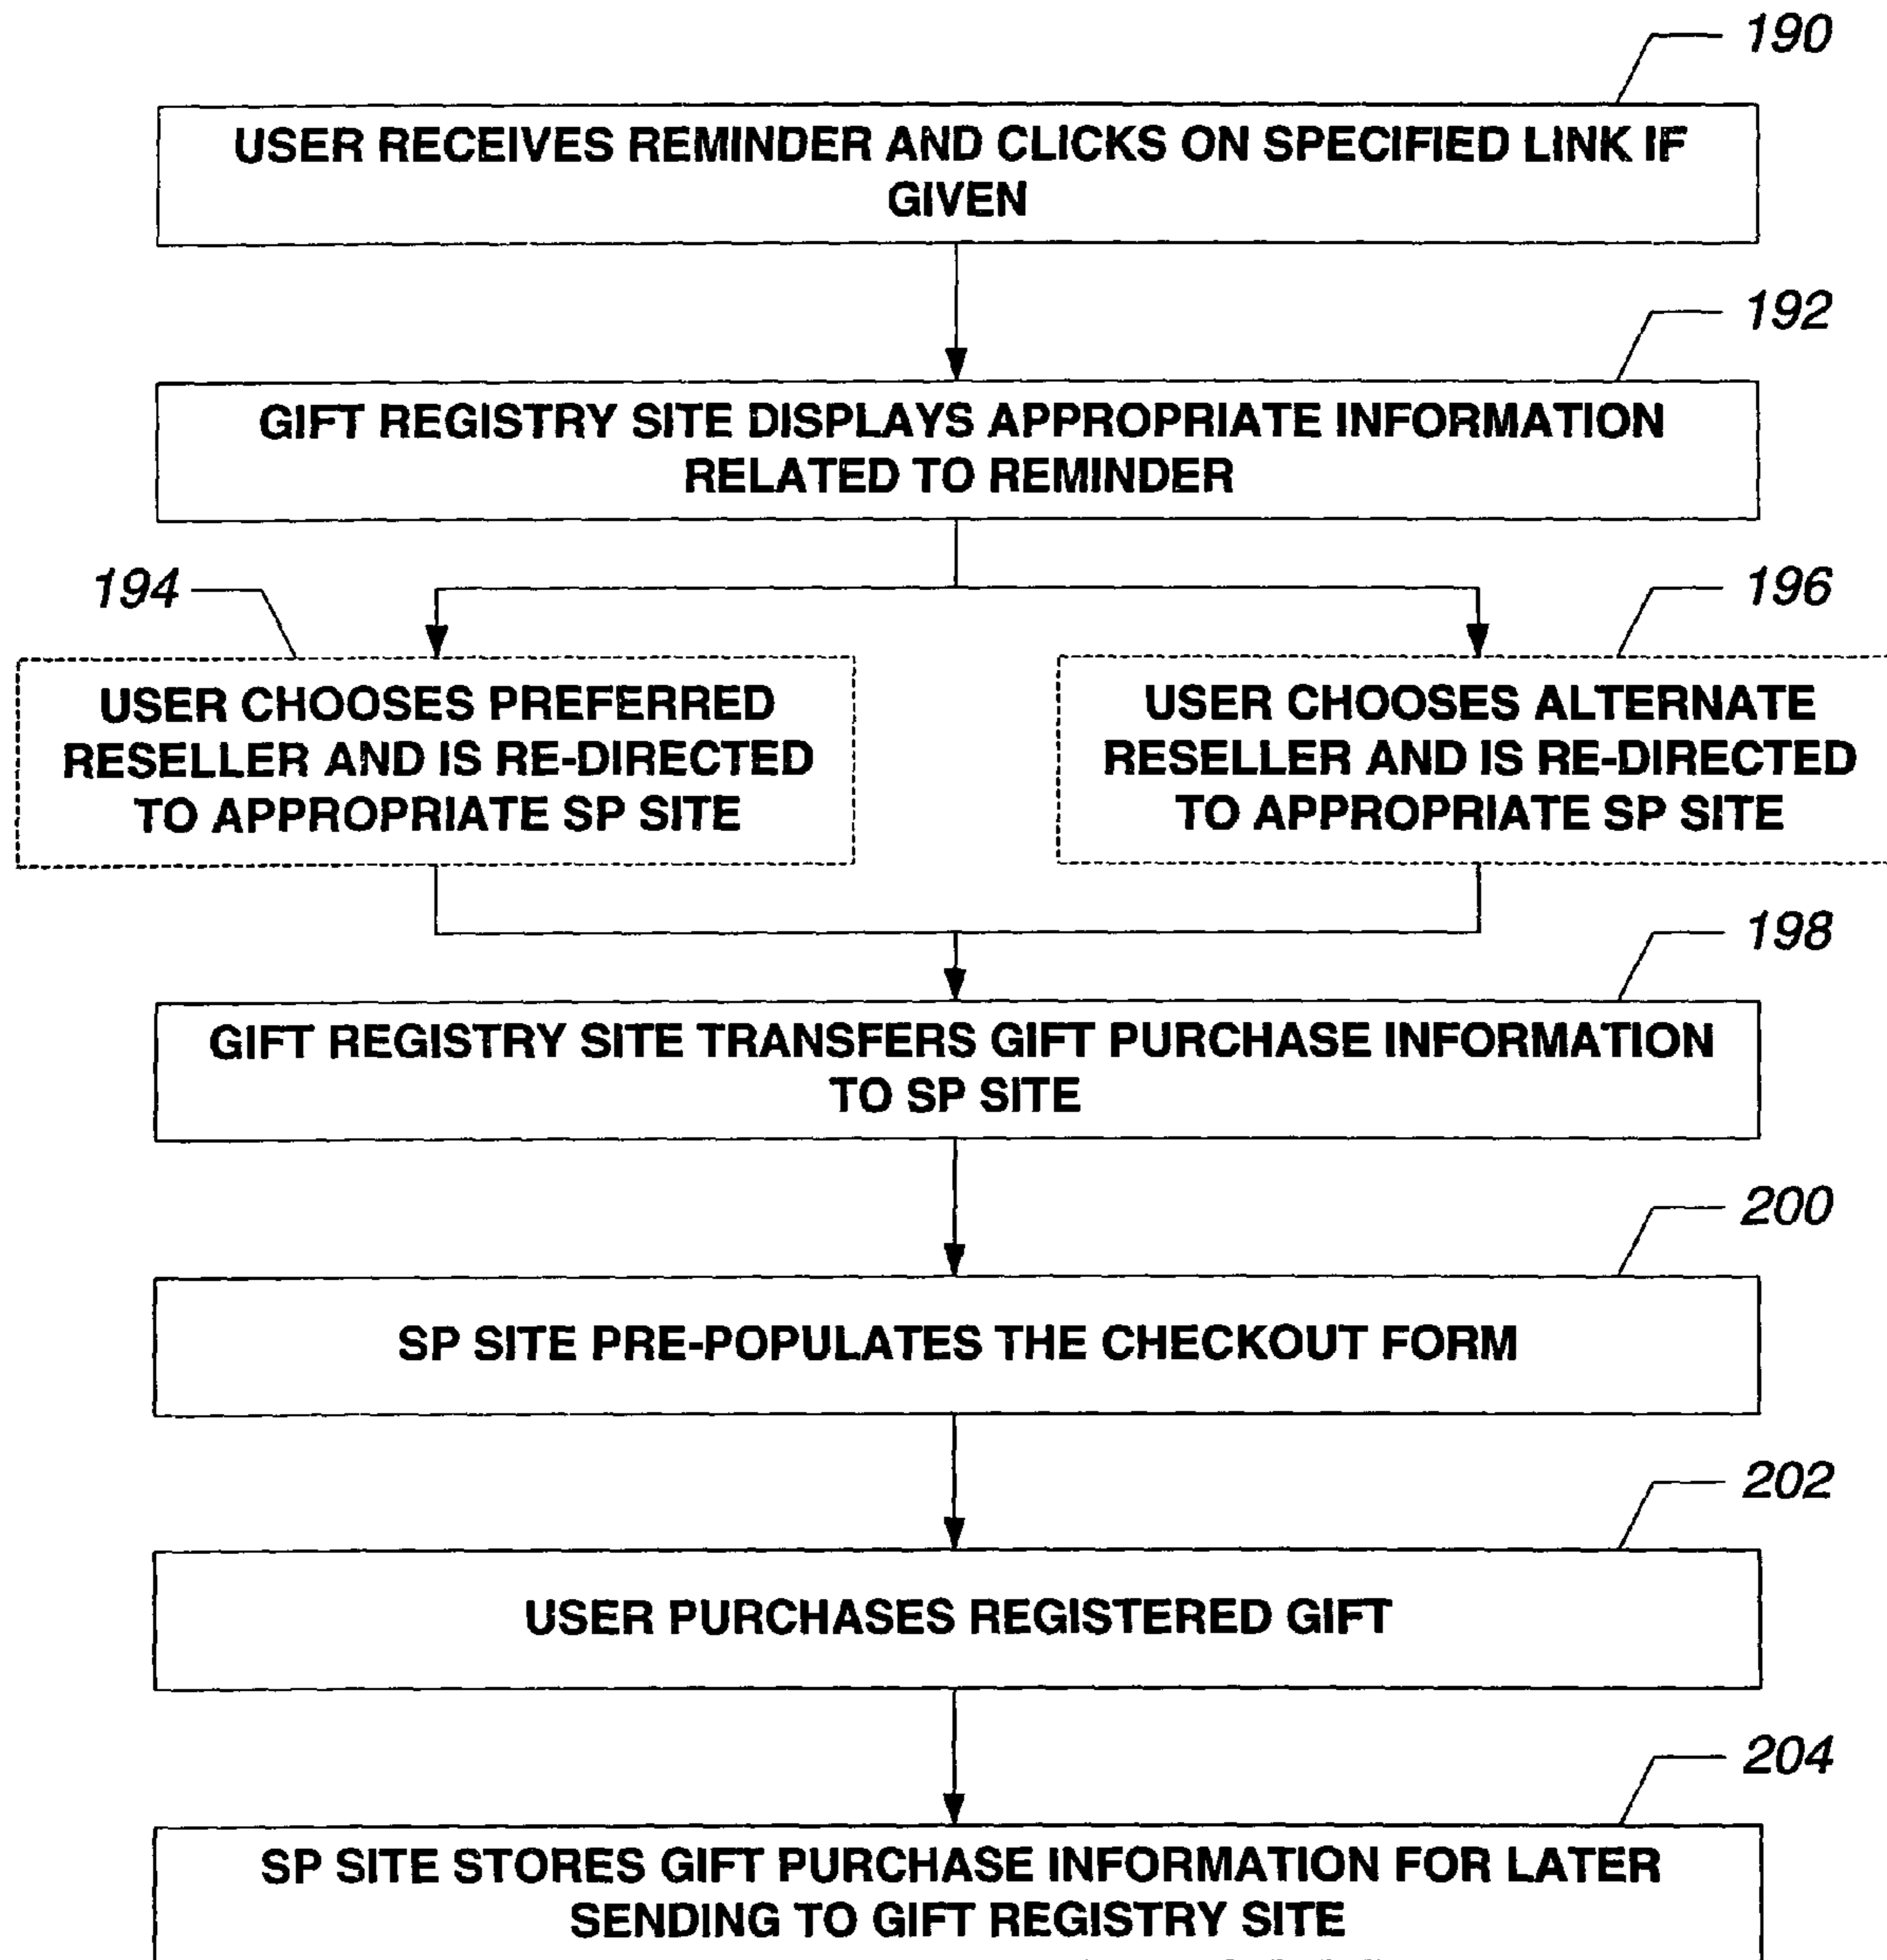 190
USER RECEIVES REMINDER AND CLICKS ON SPECIFIED LINK IF
GIVEN
192
GIFT REGISTRY SITE DISPLAYS APPROPRIATE INFORMATION
RELATED TO REMINDER
194
USER CHOOSES PREFERRED
RESELLER AND IS RE-DIRECTED
TO APPROPRIATE SP SITE
196
USER CHOOSES ALTERNATE
RESELLER AND IS RE-DIRECTED
TO APPROPRIATE SP SITE
198
GIFT REGISTRY SITE TRANSFERS GIFT PURCHASE INFORMATION
TO SP SITE
200
SP SITE PRE-POPULATES THE CHECKOUT FORM
202
USER PURCHASES REGISTERED GIFT
204
SP SITE STORES GIFT PURCHASE INFORMATION FOR LATER
SENDING TO GIFT REGISTRY SITE